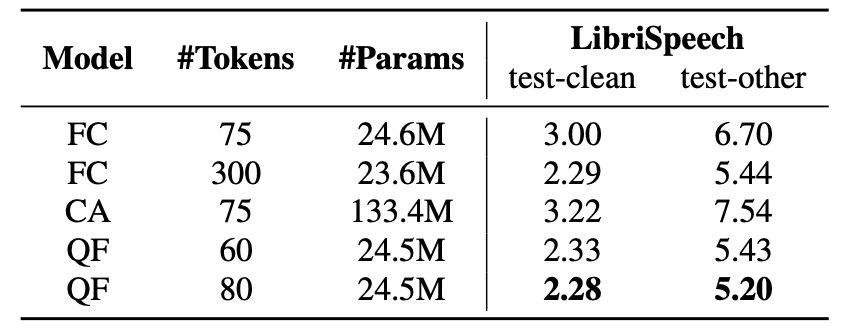 Model #Tokens #Params LibriSpeech
test-clean test-other
FC 75 24.6M 3.00 6.70
FC 300 23.6M 2.29 5.44
CA 75 133.4M 3.22 7.54
QF 60 24.5M 2.33 5.43
QF 80 24.5M 2.28 5.20